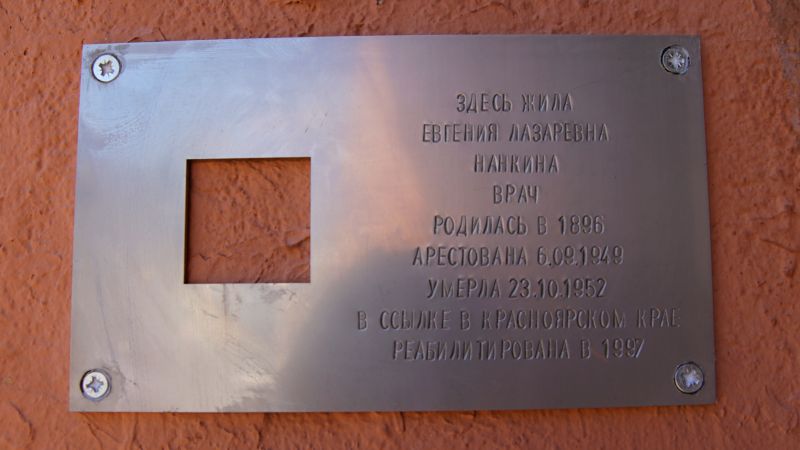 ЗДЕСЬ ЖИЛА
ЕВГЕНИЯ ЛАЗАРЕВНА
НАНКИНА
ВРАЧ
РОДИЛАСЬ В 1896
АРЕСТОВАНА 6.09.1949
УМЕРЛА 23.10.1952
В ССЫЛКЕ В КРАСНОЯРСКОМ КРАЕ
РЕАБИЛИТИРОВАНА В 1997